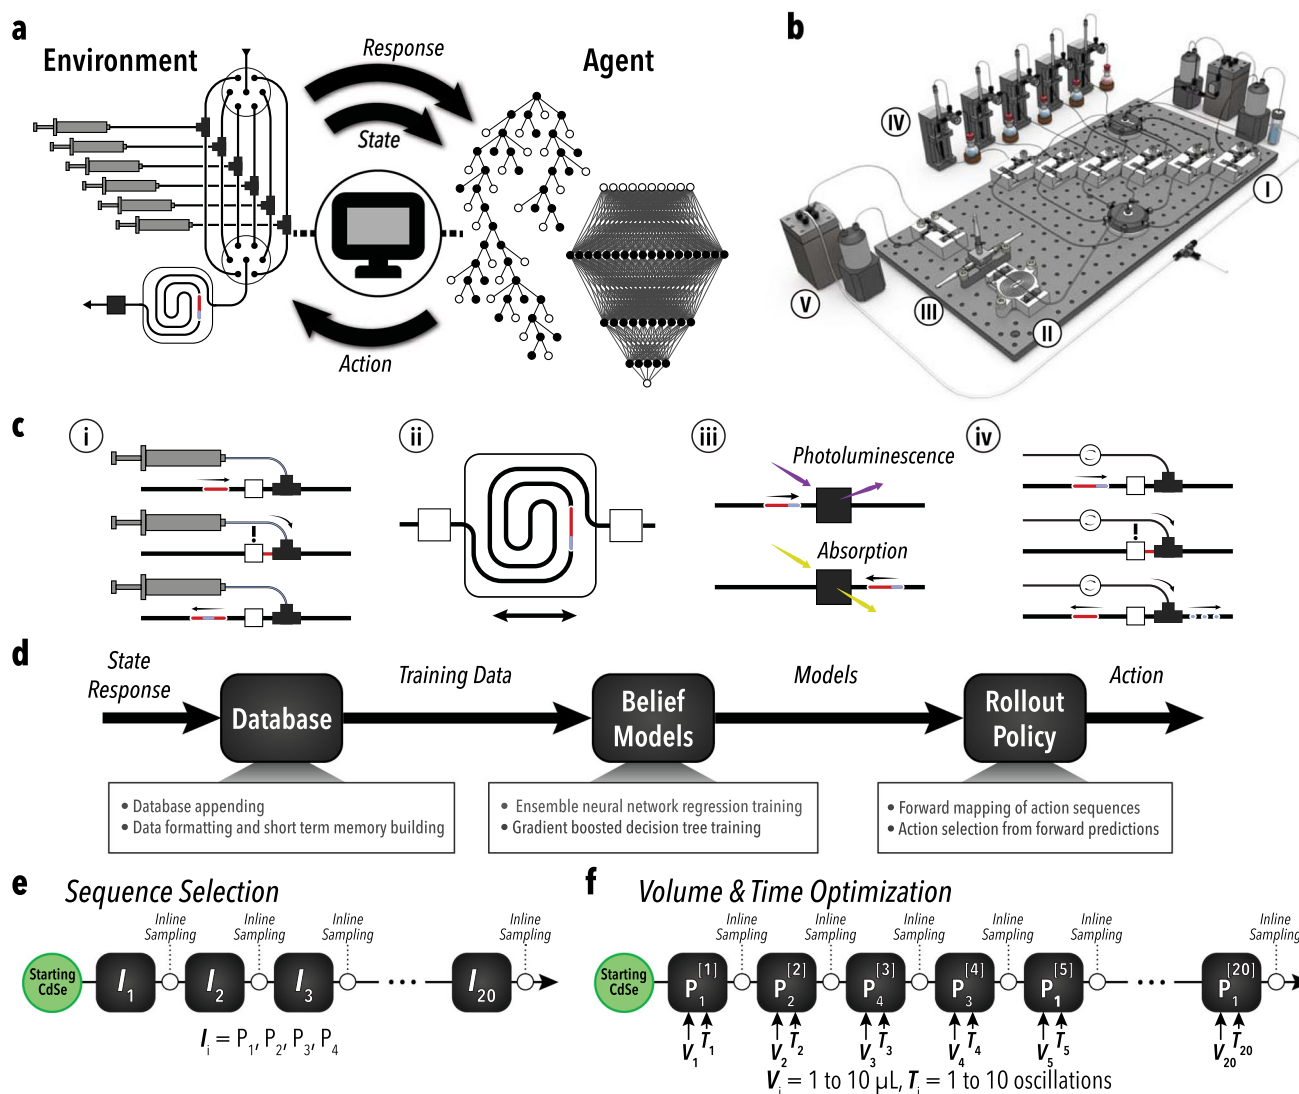 a
Environment
Response
State
Agent
Action
b
IV
I
V
III
II
c
i
ii
iii
iv
!
Photoluminescence
Absorption
!
d
State
Response
Training Data
Models
Action
Database
Belief
Models
Rollout
Policy
• Database appending
• Data formatting and short term memory building
• Ensemble neural network regression training
• Gradient boosted decision tree training
• Forward mapping of action sequences
• Action selection from forward predictions
e
Sequence Selection
Inline
Sampling
Inline
Sampling
Inline
Sampling
Inline
Sampling
Starting
CdSe
I1
I2
I3
...
I20
Ii = P1, P2, P3, P4
f
Volume & Time Optimization
Inline
Sampling
Inline
Sampling
Inline
Sampling
Inline
Sampling
Inline
Sampling
Inline
Sampling
Starting
CdSe
P1[1]
P2[2]
P4[3]
P3[4]
P1[5]
...
P1[20]
V1 T1
V2 T2
V3 T3
V4 T4
V5 T5
V20 T20
Vi = 1 to 10 μL, Ti = 1 to 10 oscillations